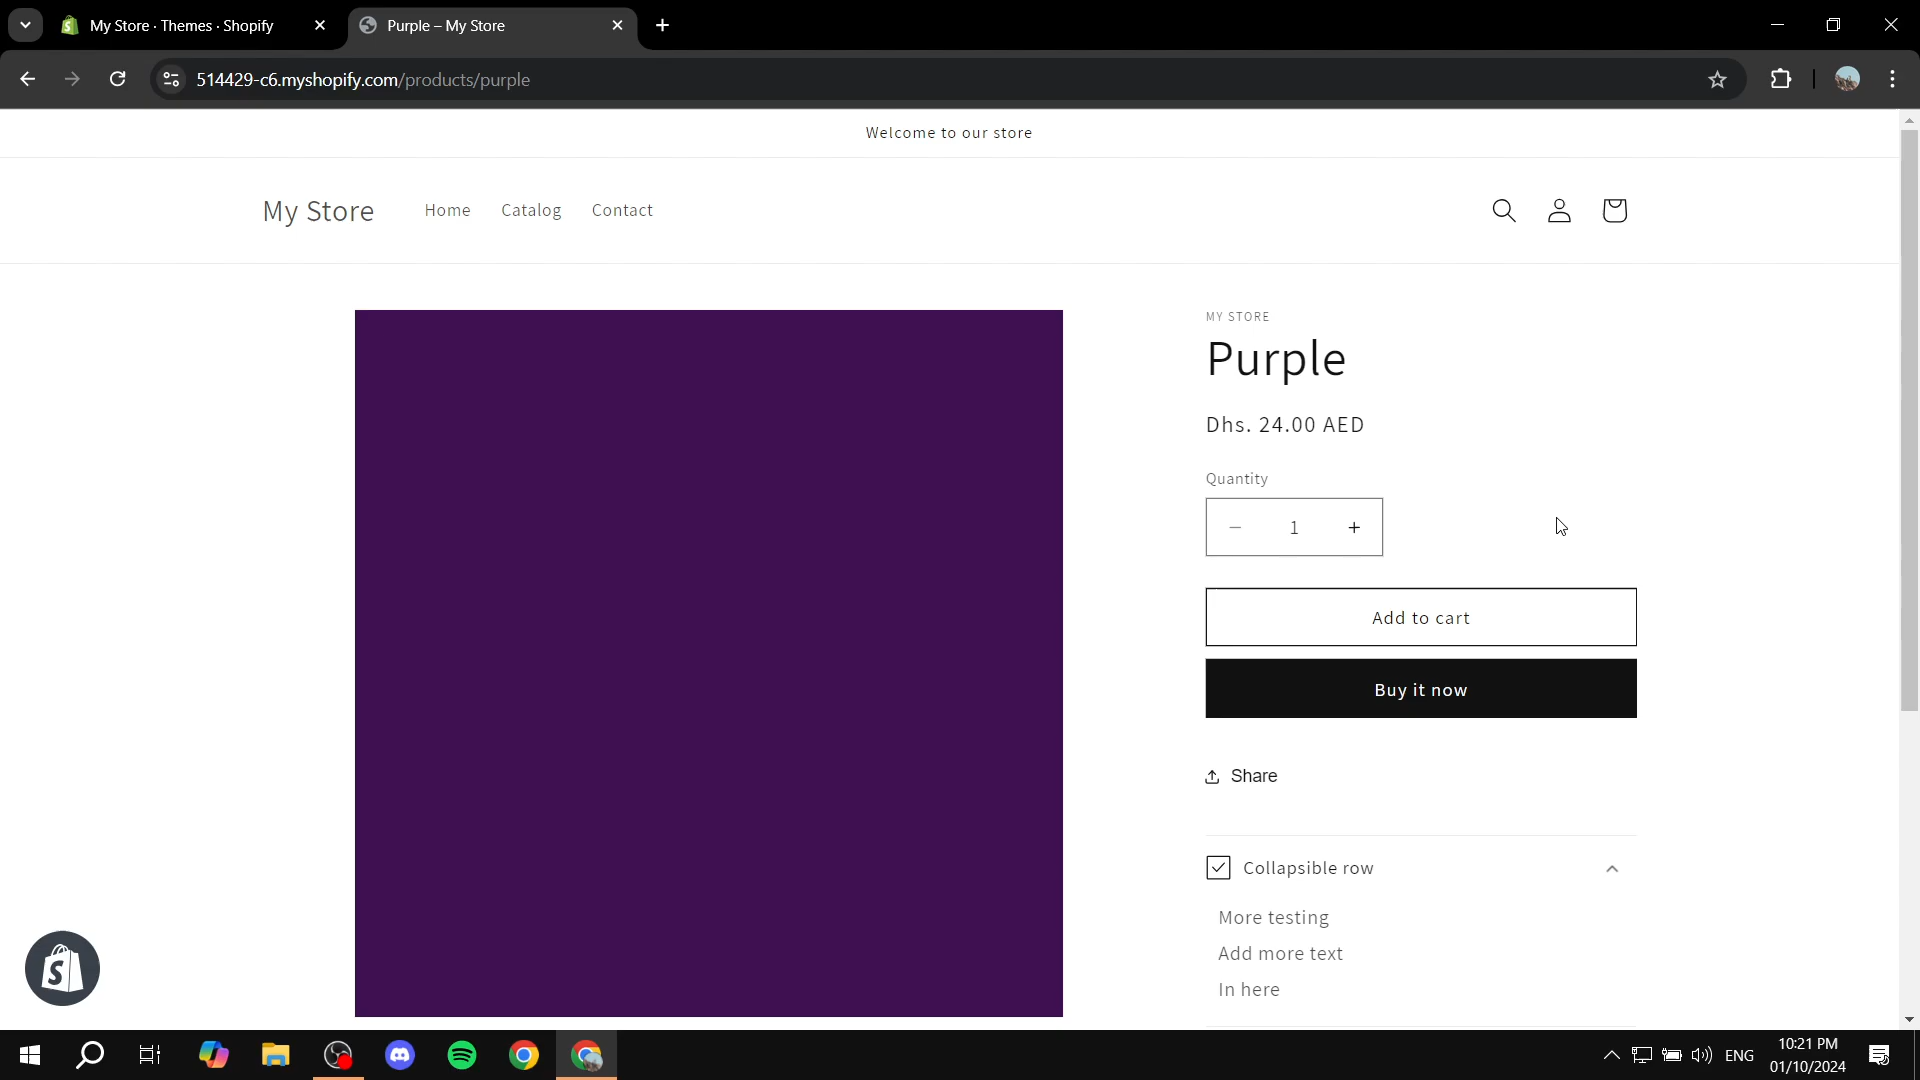 My Store · Themes · Shopify
Purple – My Store
514429-c6.myshopify.com/products/purple
Welcome to our store
My Store
Home
Catalog
Contact
MY STORE
Purple
Dhs. 24.00 AED
Quantity
1
Add to cart
Buy it now
Share
Collapsible row
More testing
Add more text
In here
ENG
10:21 PM
01/10/2024